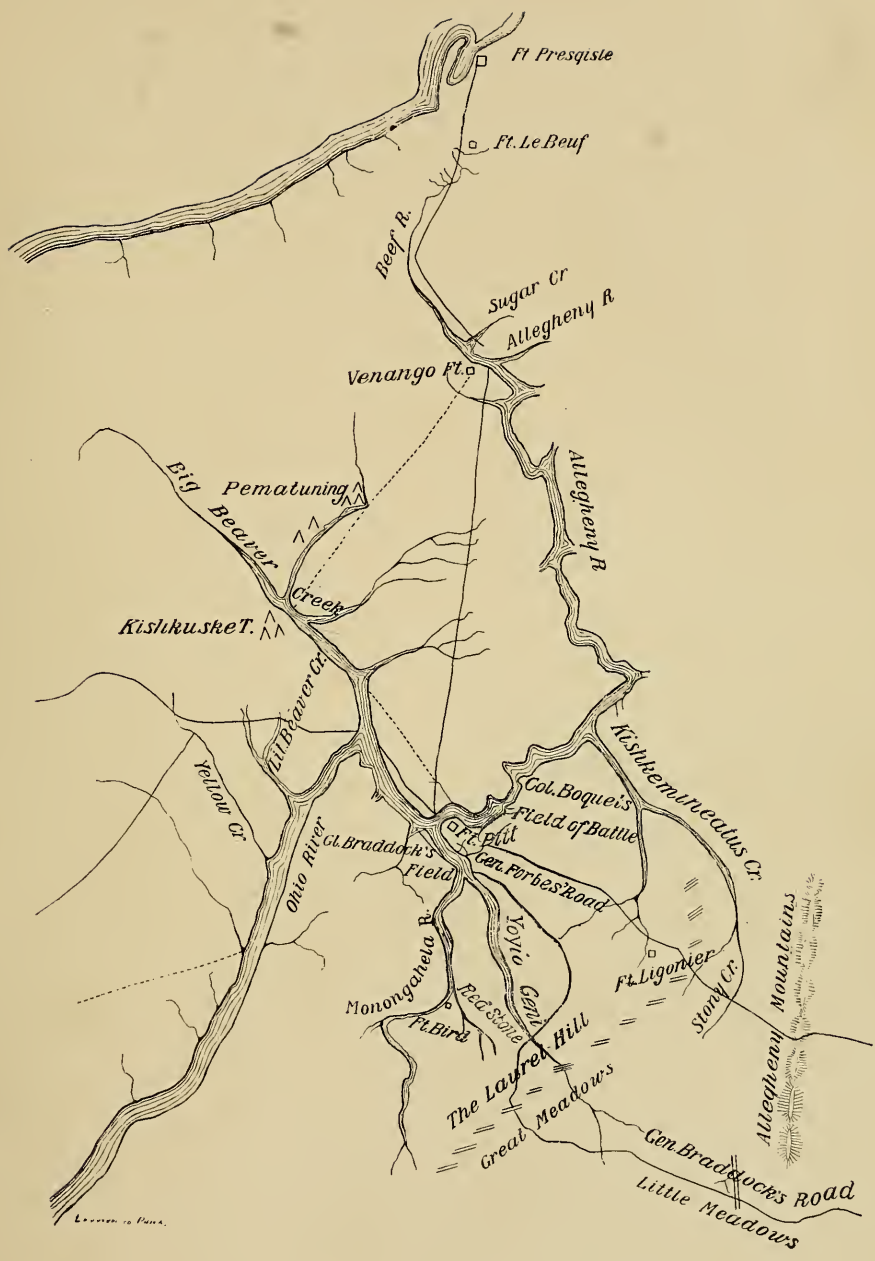 Ft Presqisle
Ft. Le Beuf
Beef R.
Sugar Cr
Allegheny R
Venango Ft.
Allegheny R
Big Beaver Creek
Pematuning
Kishkuske T.
Lit. Beaver Cr.
Yellow Cr
Ohio River
Kishkemineatus Cr.
Col. Boquei's
Field of Battle
Ft. Pitt
Gl. Braddock's
Field
Gen. Forbes' Road
Monongahela R.
Yoyio Geni
Ft. Ligonier
Stony Cr.
Allegheny Mountains
Ft. Bird
Red Stone
The Laurel Hill
Great Meadows
Gen. Braddock's Road
Little Meadows